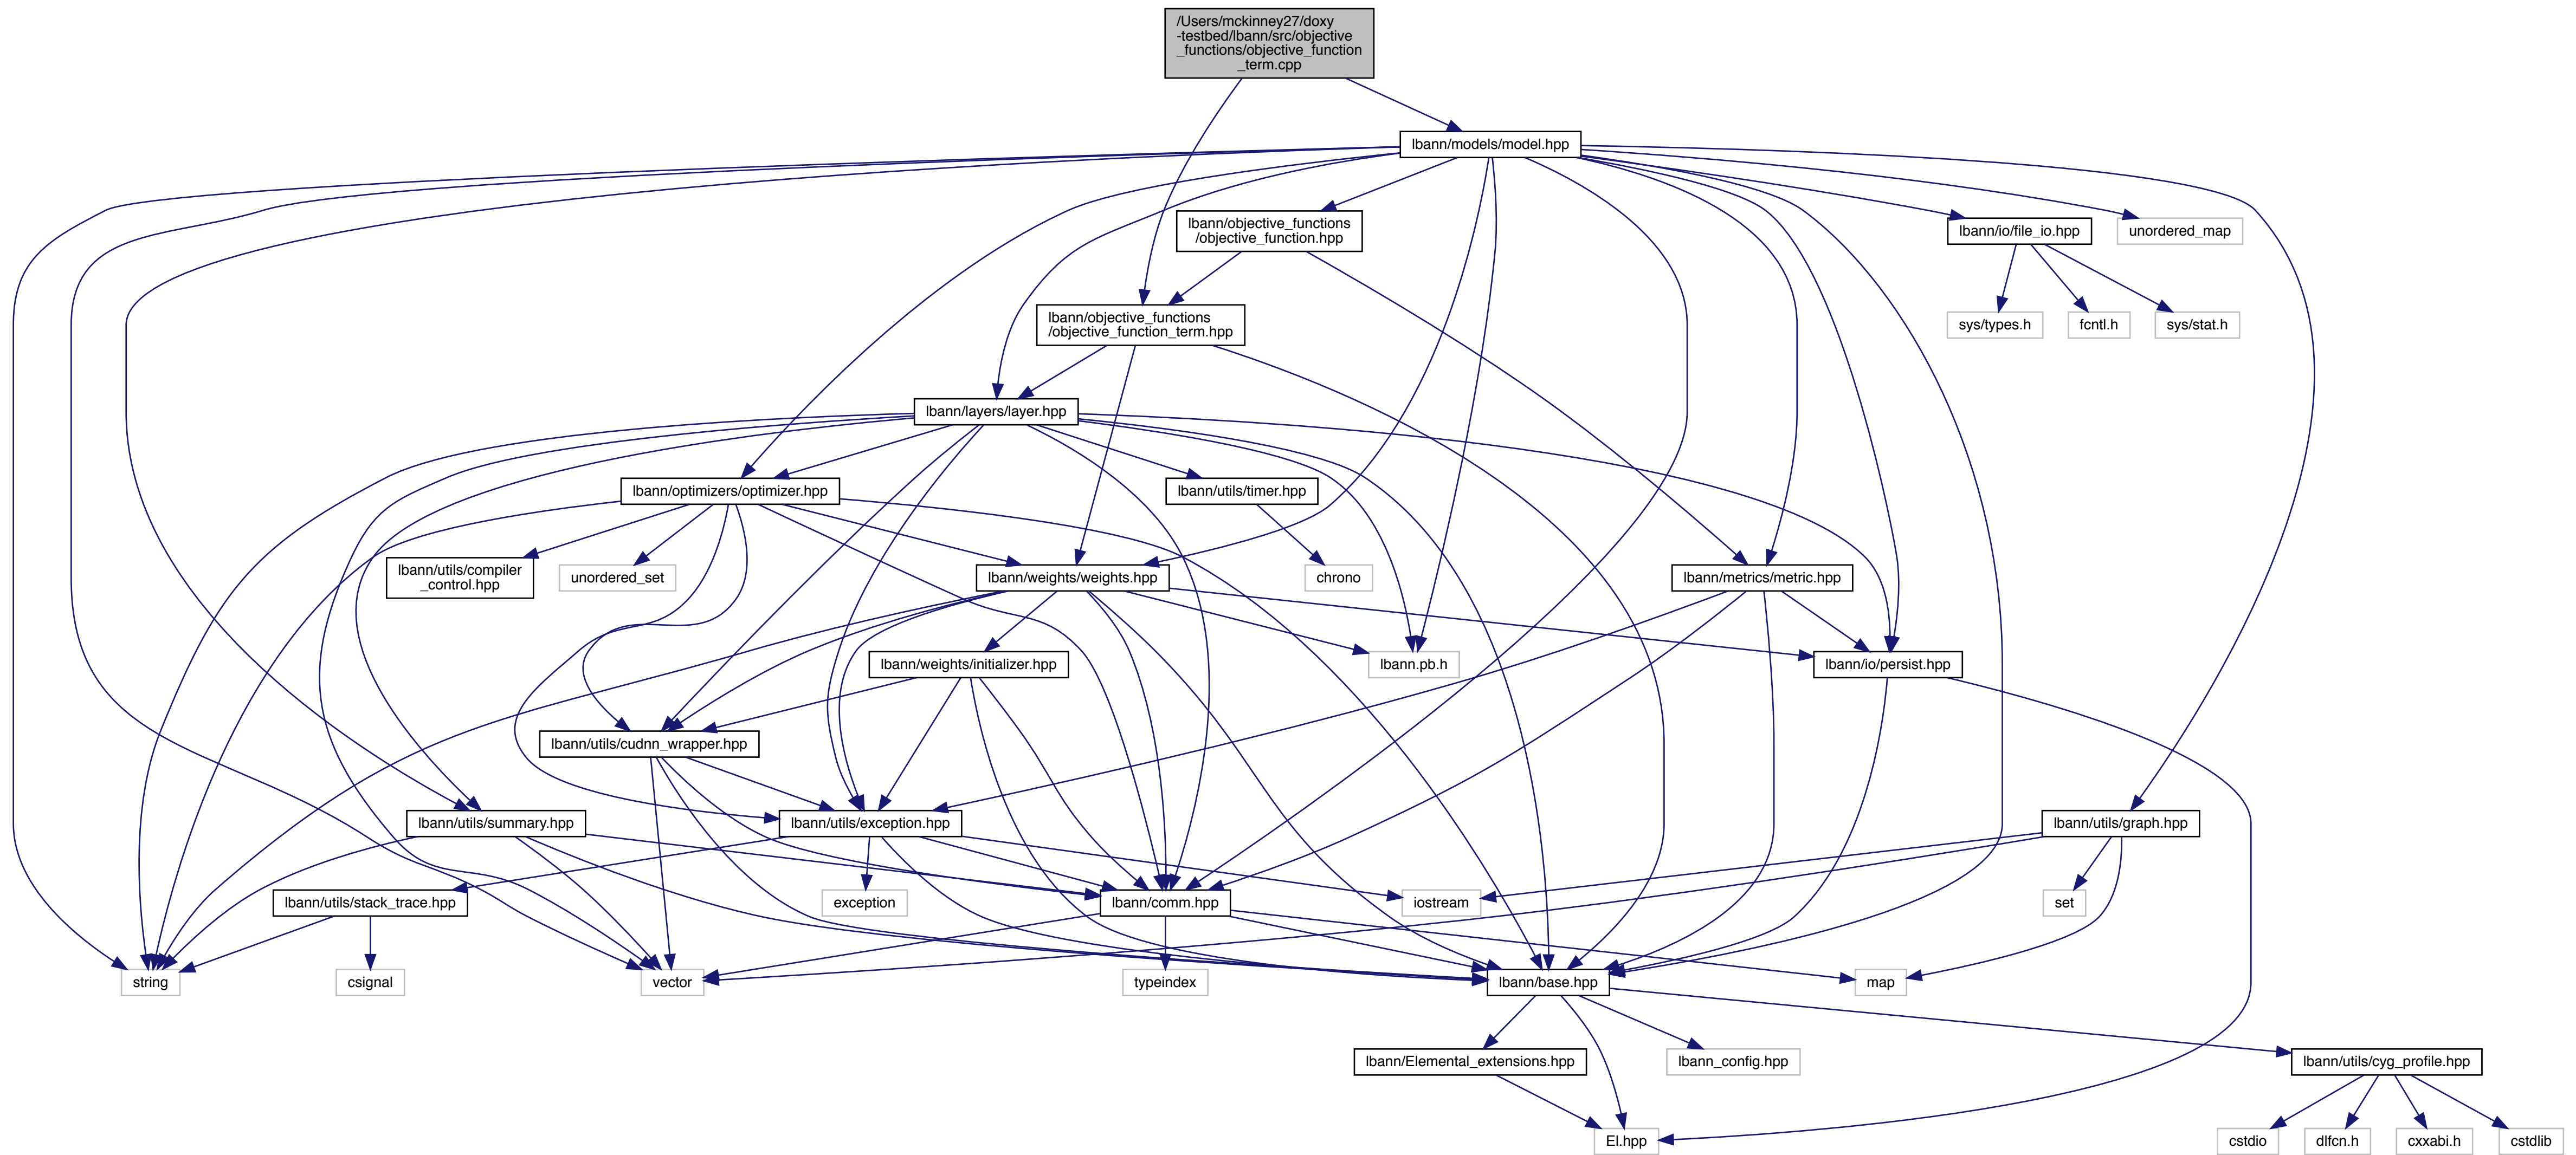 /Users/mckinney27/doxy
-testbed/lbann/src/objective
_functions/objective_function
_term.cpp
lbann/models/model.hpp
lbann/objective_functions
/objective_function.hpp
lbann/io/file_io.hpp
unordered_map
lbann/objective_functions
/objective_function_term.hpp
sys/types.h
fcntl.h
sys/stat.h
lbann/layers/layer.hpp
lbann/optimizers/optimizer.hpp
lbann/utils/timer.hpp
lbann/utils/compiler
_control.hpp
unordered_set
lbann/weights/weights.hpp
chrono
lbann/metrics/metric.hpp
lbann/weights/initializer.hpp
lbann.pb.h
lbann/io/persist.hpp
lbann/utils/cudnn_wrapper.hpp
lbann/utils/summary.hpp
lbann/utils/exception.hpp
lbann/utils/graph.hpp
lbann/utils/stack_trace.hpp
exception
lbann/comm.hpp
iostream
set
string
csignal
vector
typeindex
lbann/base.hpp
map
lbann/Elemental_extensions.hpp
lbann_config.hpp
lbann/utils/cyg_profile.hpp
El.hpp
cstdio
dlfcn.h
cxxabi.h
cstdlib